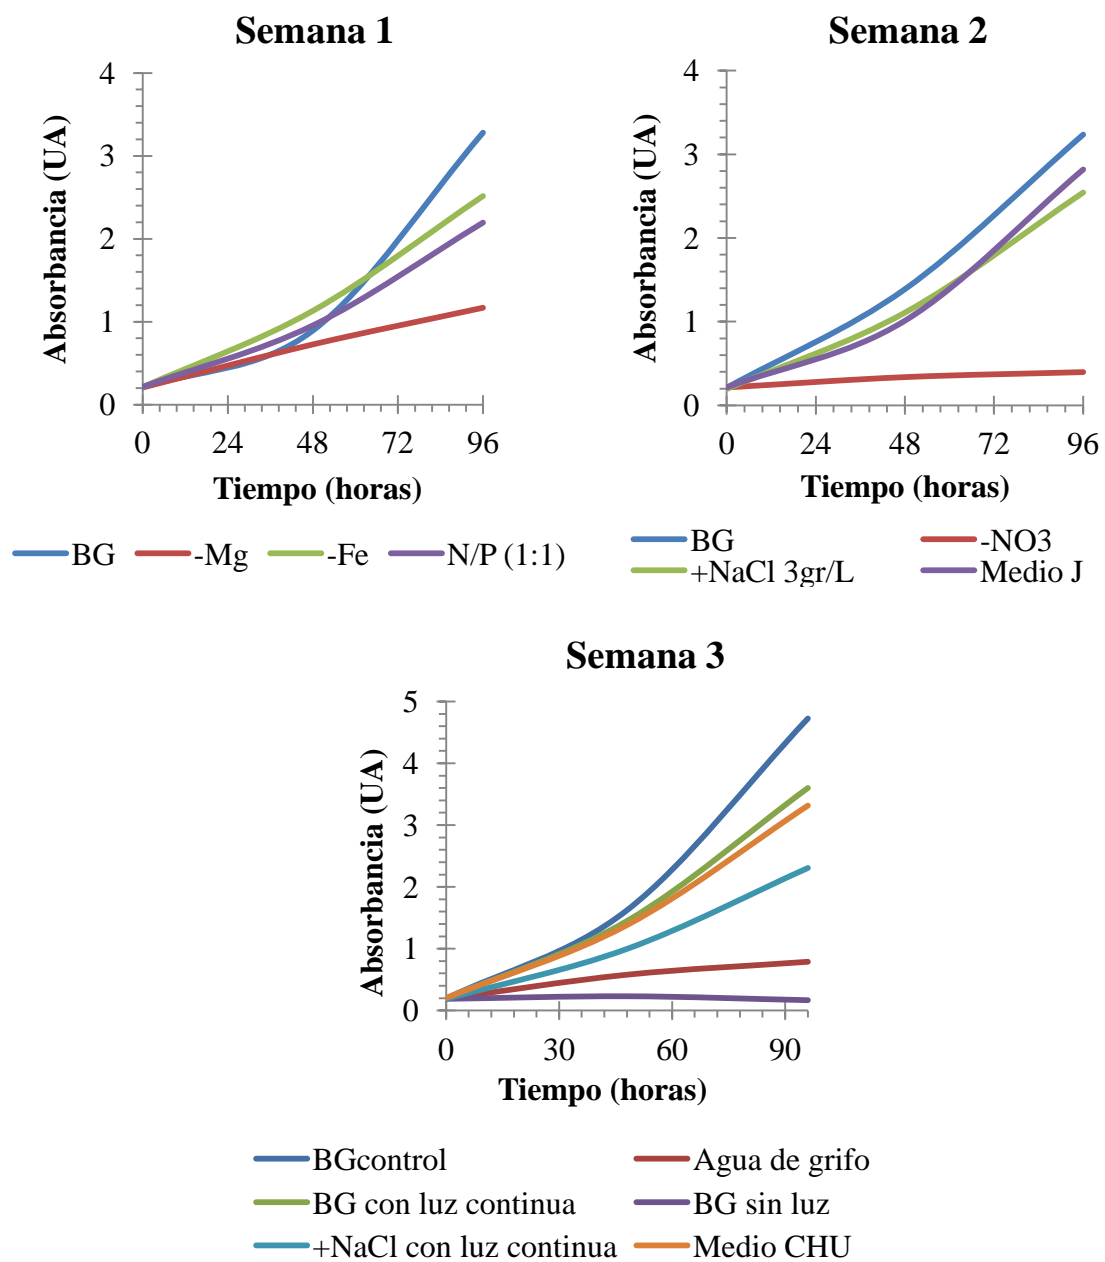 Semana 1
Absorbancia (UA)
4
3
2
1
0
0 24 48 72 96
Tiempo (horas)
BG -Mg -Fe N/P (1:1)
Semana 2
Absorbancia (UA)
4
3
2
1
0
0 24 48 72 96
Tiempo (horas)
BG -NO3
+NaCl 3gr/L Medio J
Semana 3
Absorbancia (UA)
5
4
3
2
1
0
0 30 60 90
Tiempo (horas)
BGcontrol Agua de grifo
BG con luz continua BG sin luz
+NaCl con luz continua Medio CHU